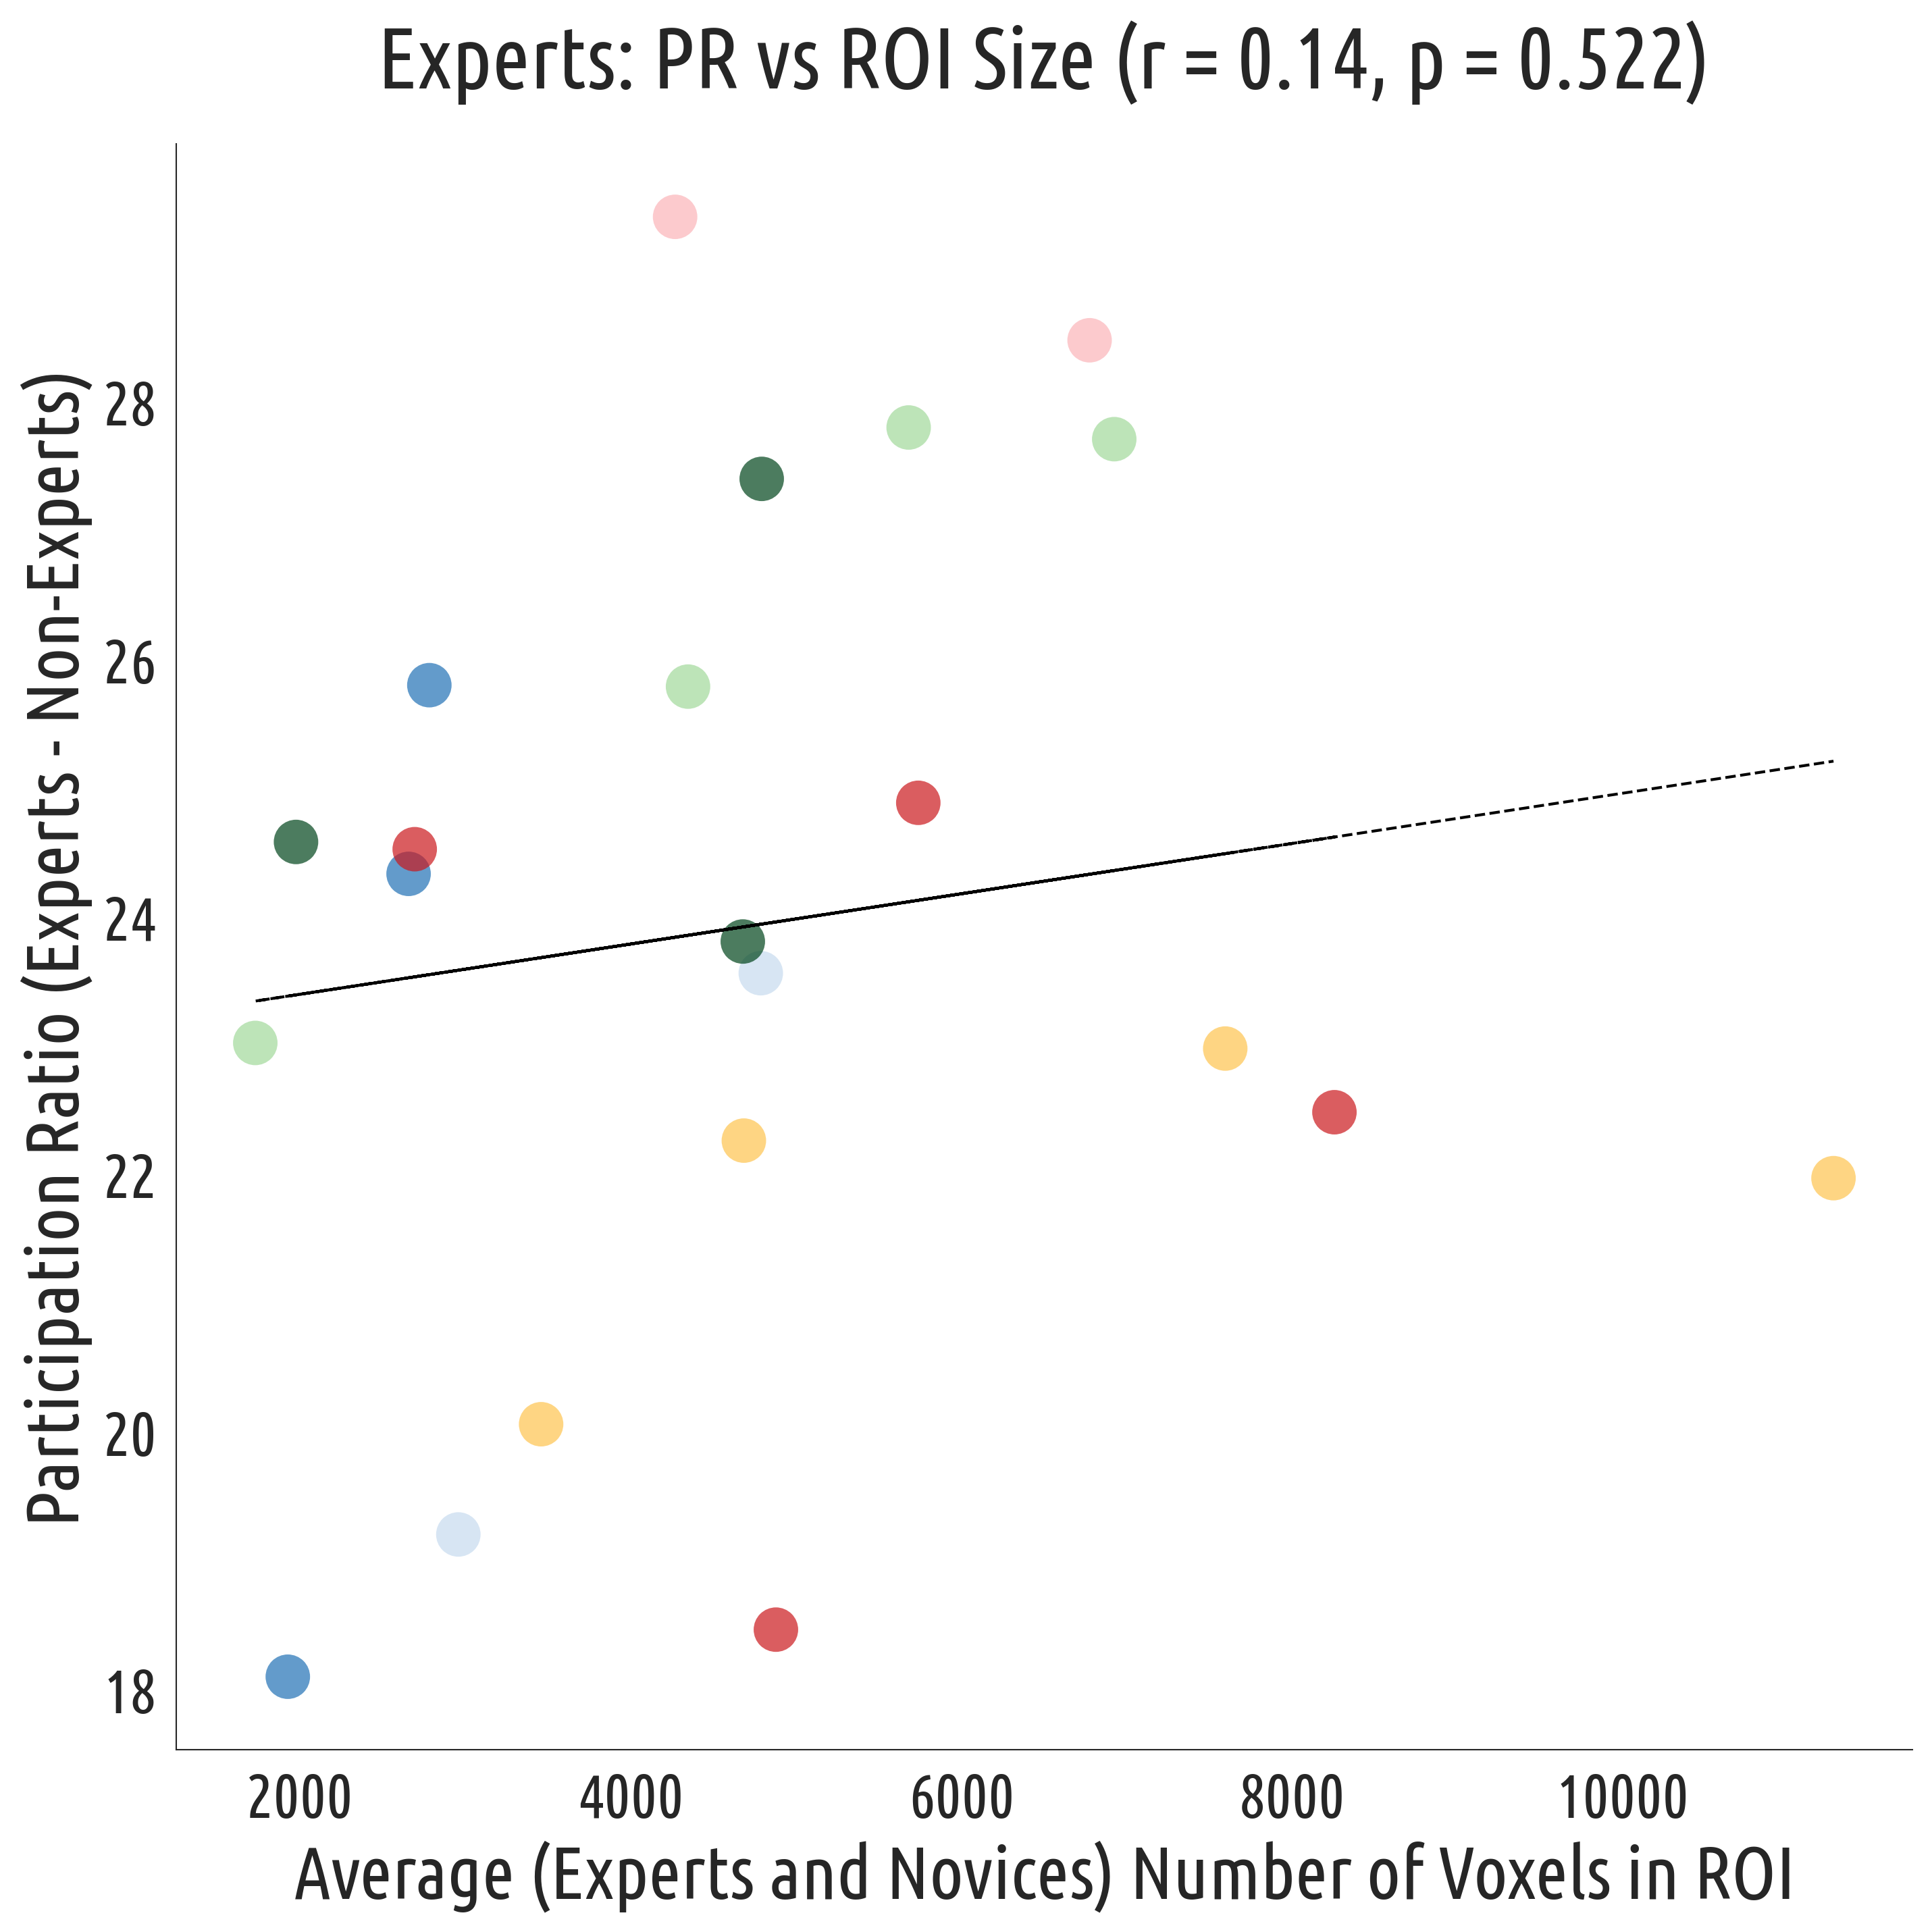 Experts: PR vs ROI Size (r = 0.14, p = 0.522)
Participation Ratio (Experts - Non-Experts)
28
26
24
22
20
18
2000 4000 6000 8000 10000
Average (Experts and Novices) Number of Voxels in ROI